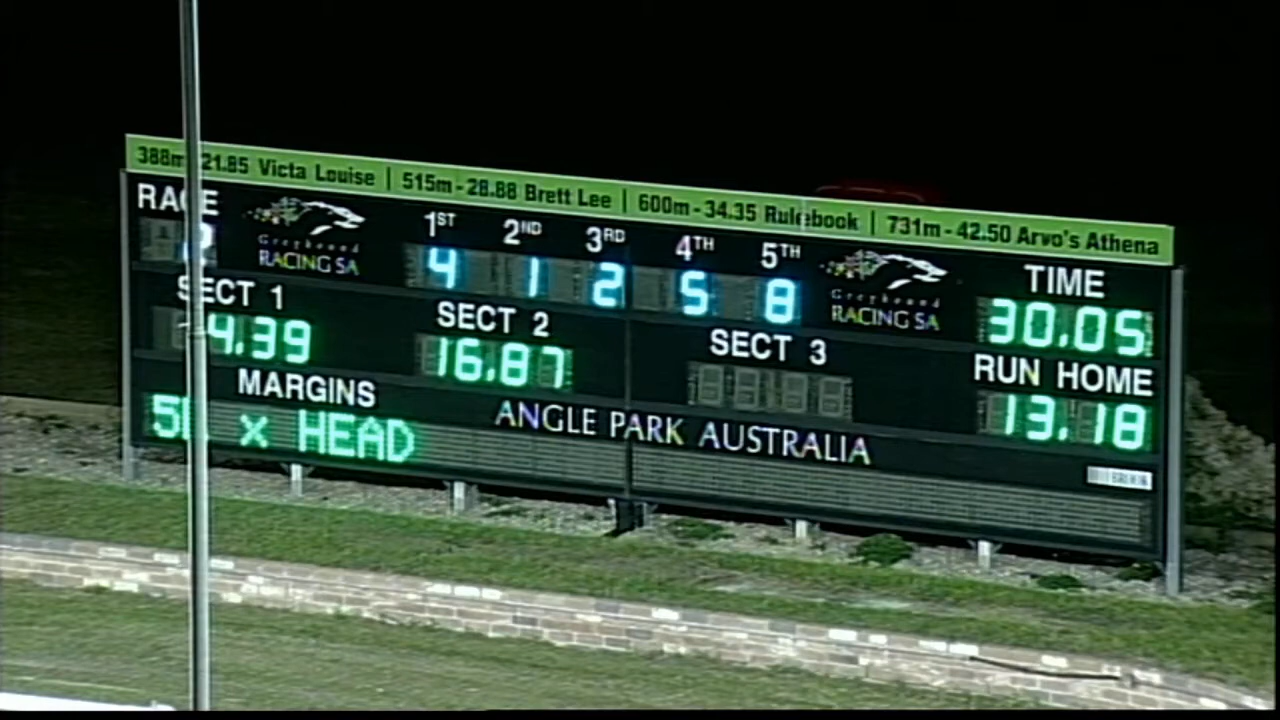 388m 21.85 Victa Louise | 515m - 28.88 Brett Lee | 600m - 34.35 Rulebook | 731m - 42.50 Arvo's Athena
RACE 1ST 2ND 3RD 4TH 5TH TIME
2 Greyhound RACING SA 4 1 2 5 8 Greyhound RACING SA 30.05
SECT 1 SECT 2 SECT 3 RUN HOME
4.39 16.87 13.18
MARGINS ANGLE PARK AUSTRALIA
x HEAD